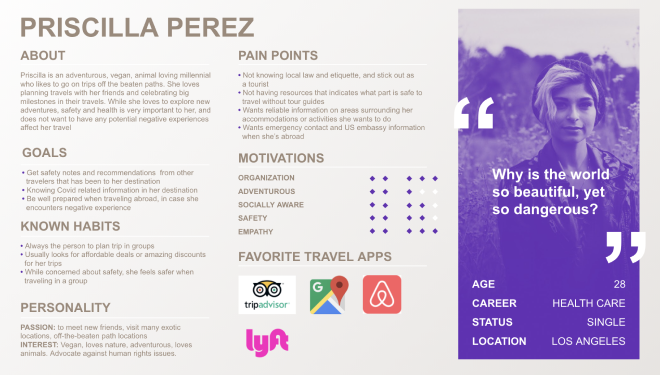 PRISCILLA PEREZ
ABOUT
Priscilla is an adventurous, vegan, animal loving millennial
who likes to go on trips off the beaten paths. She loves
planning travels with her friends and celebrating big
milestones in their travels. While she loves to explore new
adventures, safety and health is very important to her, and
does not want to have any potential negative experiences
affect her travel
GOALS
• Get safety notes and recommendations from other
travelers that has been to her destination
• Knowing Covid related information in her destination
• Be well prepared when traveling abroad, in case she
encounters negative experience
KNOWN HABITS
• Always the person to plan trip in groups
• Usually looks for affordable deals or amazing discounts
for her trips
• While concerned about safety, she feels safer when
traveling in a group
PERSONALITY
PASSION: to meet new friends, visit many exotic
locations, off-the-beaten path locations
INTEREST: Vegan, loves nature, adventurous, loves
animals. Advocate against human rights issues.
PAIN POINTS
• Not knowing local law and etiquette, and stick out as
a tourist
• Not having resources that indicates what part is safe to
travel without tour guides
• Wants reliable information on areas surrounding her
accommodations or activities she wants to do
• Wants emergency contact and US embassy information
when she's abroad
MOTIVATIONS
ORGANIZATION
ADVENTUROUS
SOCIALLY AWARE
SAFETY
EMPATHY
FAVORITE TRAVEL APPS
tripadvisor
G
lyft
“
Why is the world
so beautiful, yet
so dangerous?
”
AGE 28
CAREER HEALTH CARE
STATUS SINGLE
LOCATION LOS ANGELES